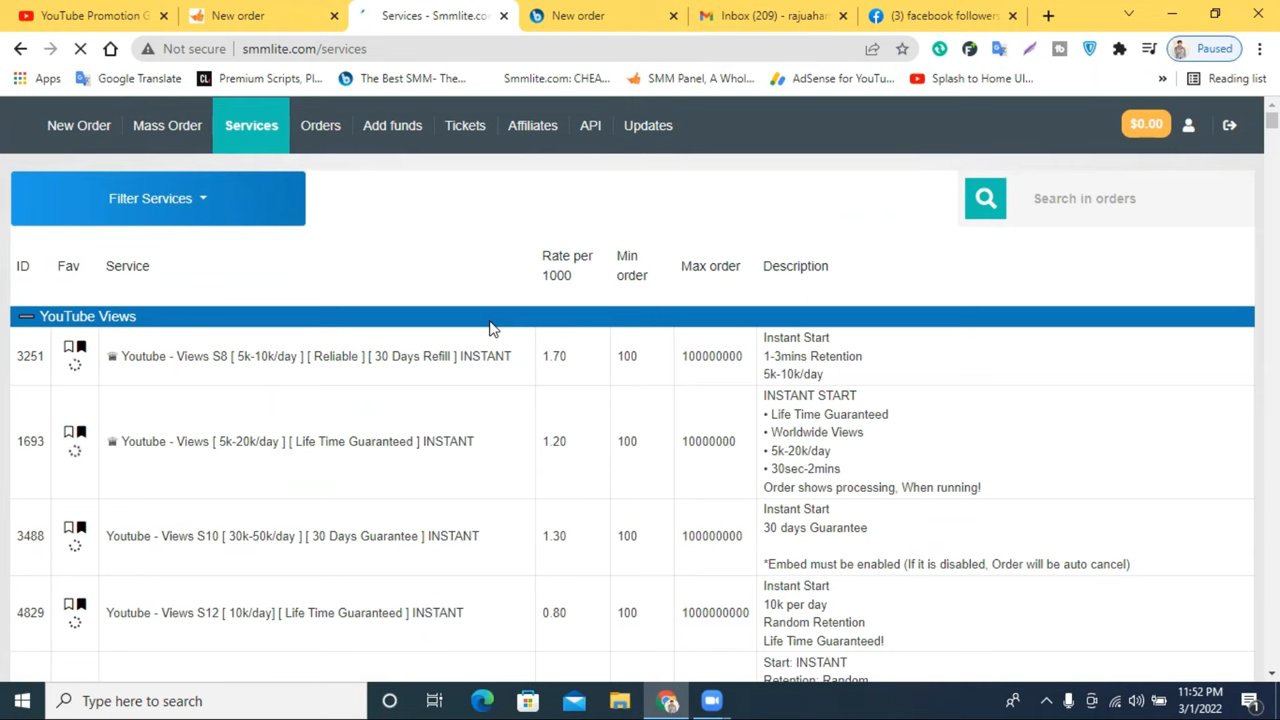 YouTube Promotion G
New order
Services - Smmlite.co
New order
Inbox (209) - rajuahan
(3) facebook followers
Not secure smmlite.com/services
Paused
Apps Google Translate Premium Scripts, Pl... The Best SMM- The... Smmlite.com: CHEA... SMM Panel, A Whol... AdSense for YouTu... Splash to Home UI... » Reading list
New Order Mass Order Services Orders Add funds Tickets Affiliates API Updates $0.00
Filter Services
Search in orders
ID Fav Service Rate per 1000 Min order Max order Description
YouTube Views
3251 Youtube - Views S8 [ 5k-10k/day ] [ Reliable ] [ 30 Days Refill ] INSTANT 1.70 100 100000000
Instant Start
1-3mins Retention
5k-10k/day
1693 Youtube - Views [ 5k-20k/day ] [ Life Time Guaranteed ] INSTANT 1.20 100 10000000
INSTANT START
• Life Time Guaranteed
• Worldwide Views
• 5k-20k/day
• 30sec-2mins
Order shows processing, When running!
3488 Youtube - Views S10 [ 30k-50k/day ] [ 30 Days Guarantee ] INSTANT 1.30 100 100000000
Instant Start
30 days Guarantee
*Embed must be enabled (If it is disabled, Order will be auto cancel)
4829 Youtube - Views S12 [ 10k/day] [ Life Time Guaranteed ] INSTANT 0.80 100 1000000000
Instant Start
10k per day
Random Retention
Life Time Guaranteed!
Start: INSTANT
Retention: Random
Type here to search
11:52 PM
3/1/2022
1